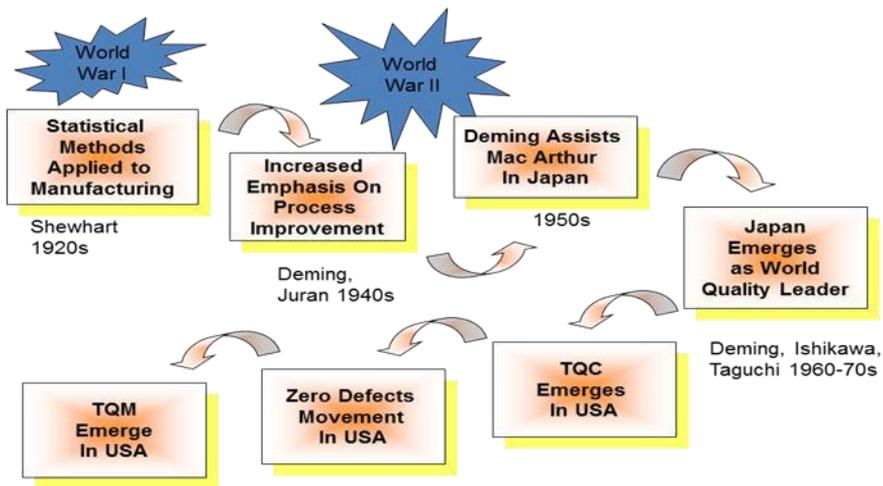 World
War I
Statistical
Methods
Applied to
Manufacturing
Shewhart
1920s
Increased
Emphasis On
Process
Improvement
Deming,
Juran 1940s
World
War II
Deming Assists
Mac Arthur
In Japan
1950s
Japan
Emerges
as World
Quality Leader
Deming, Ishikawa,
Taguchi 1960-70s
TQC
Emerges
In USA
Zero Defects
Movement
In USA
TQM
Emerge
In USA